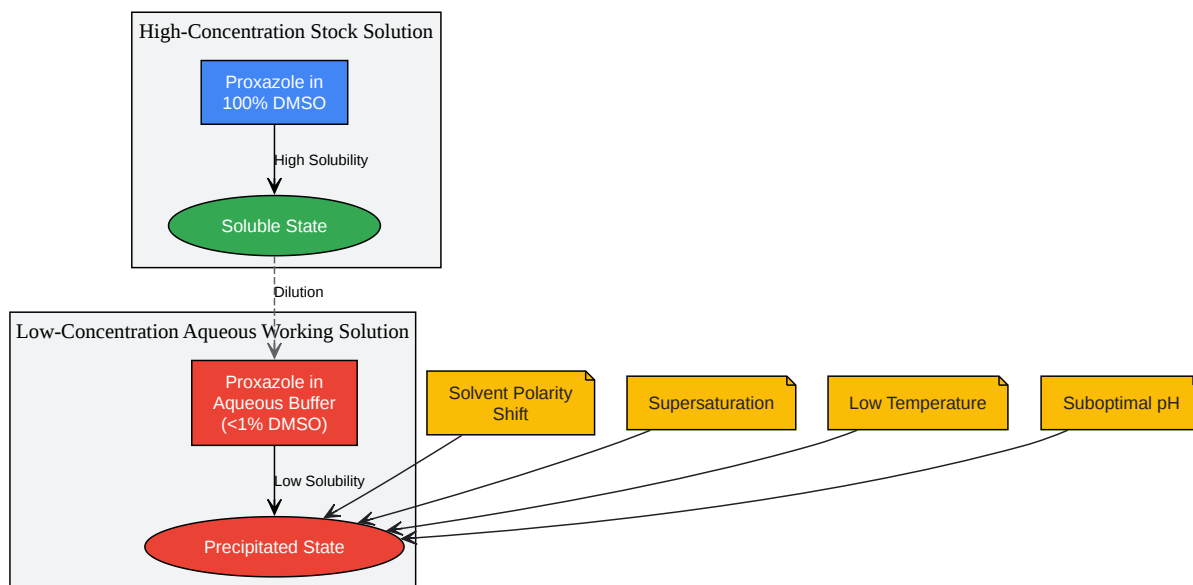 High-Concentration Stock Solution
Proxazole in
100% DMSO
High Solubility
Soluble State
Dilution
Low-Concentration Aqueous Working Solution
Proxazole in
Aqueous Buffer
(<1% DMSO)
Solvent Polarity
Shift
Supersaturation
Low Temperature
Suboptimal pH
Low Solubility
Precipitated State